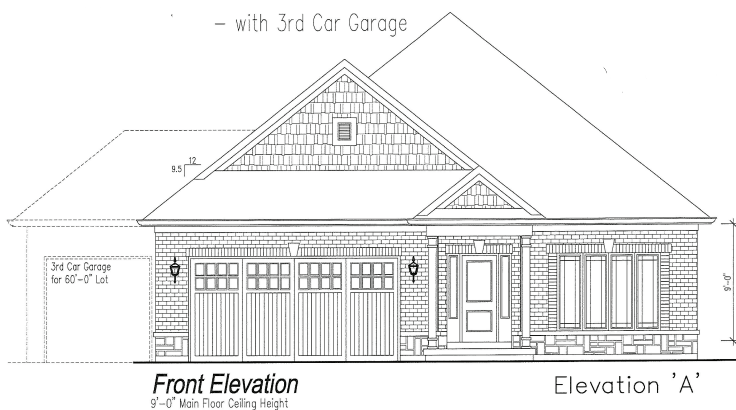 - with 3rd Car Garage
12
9.5
3rd Car Garage
for 60'-0" Lot
9'-0"
Front Elevation
9'-0" Main Floor Ceiling Height
Elevation 'A'